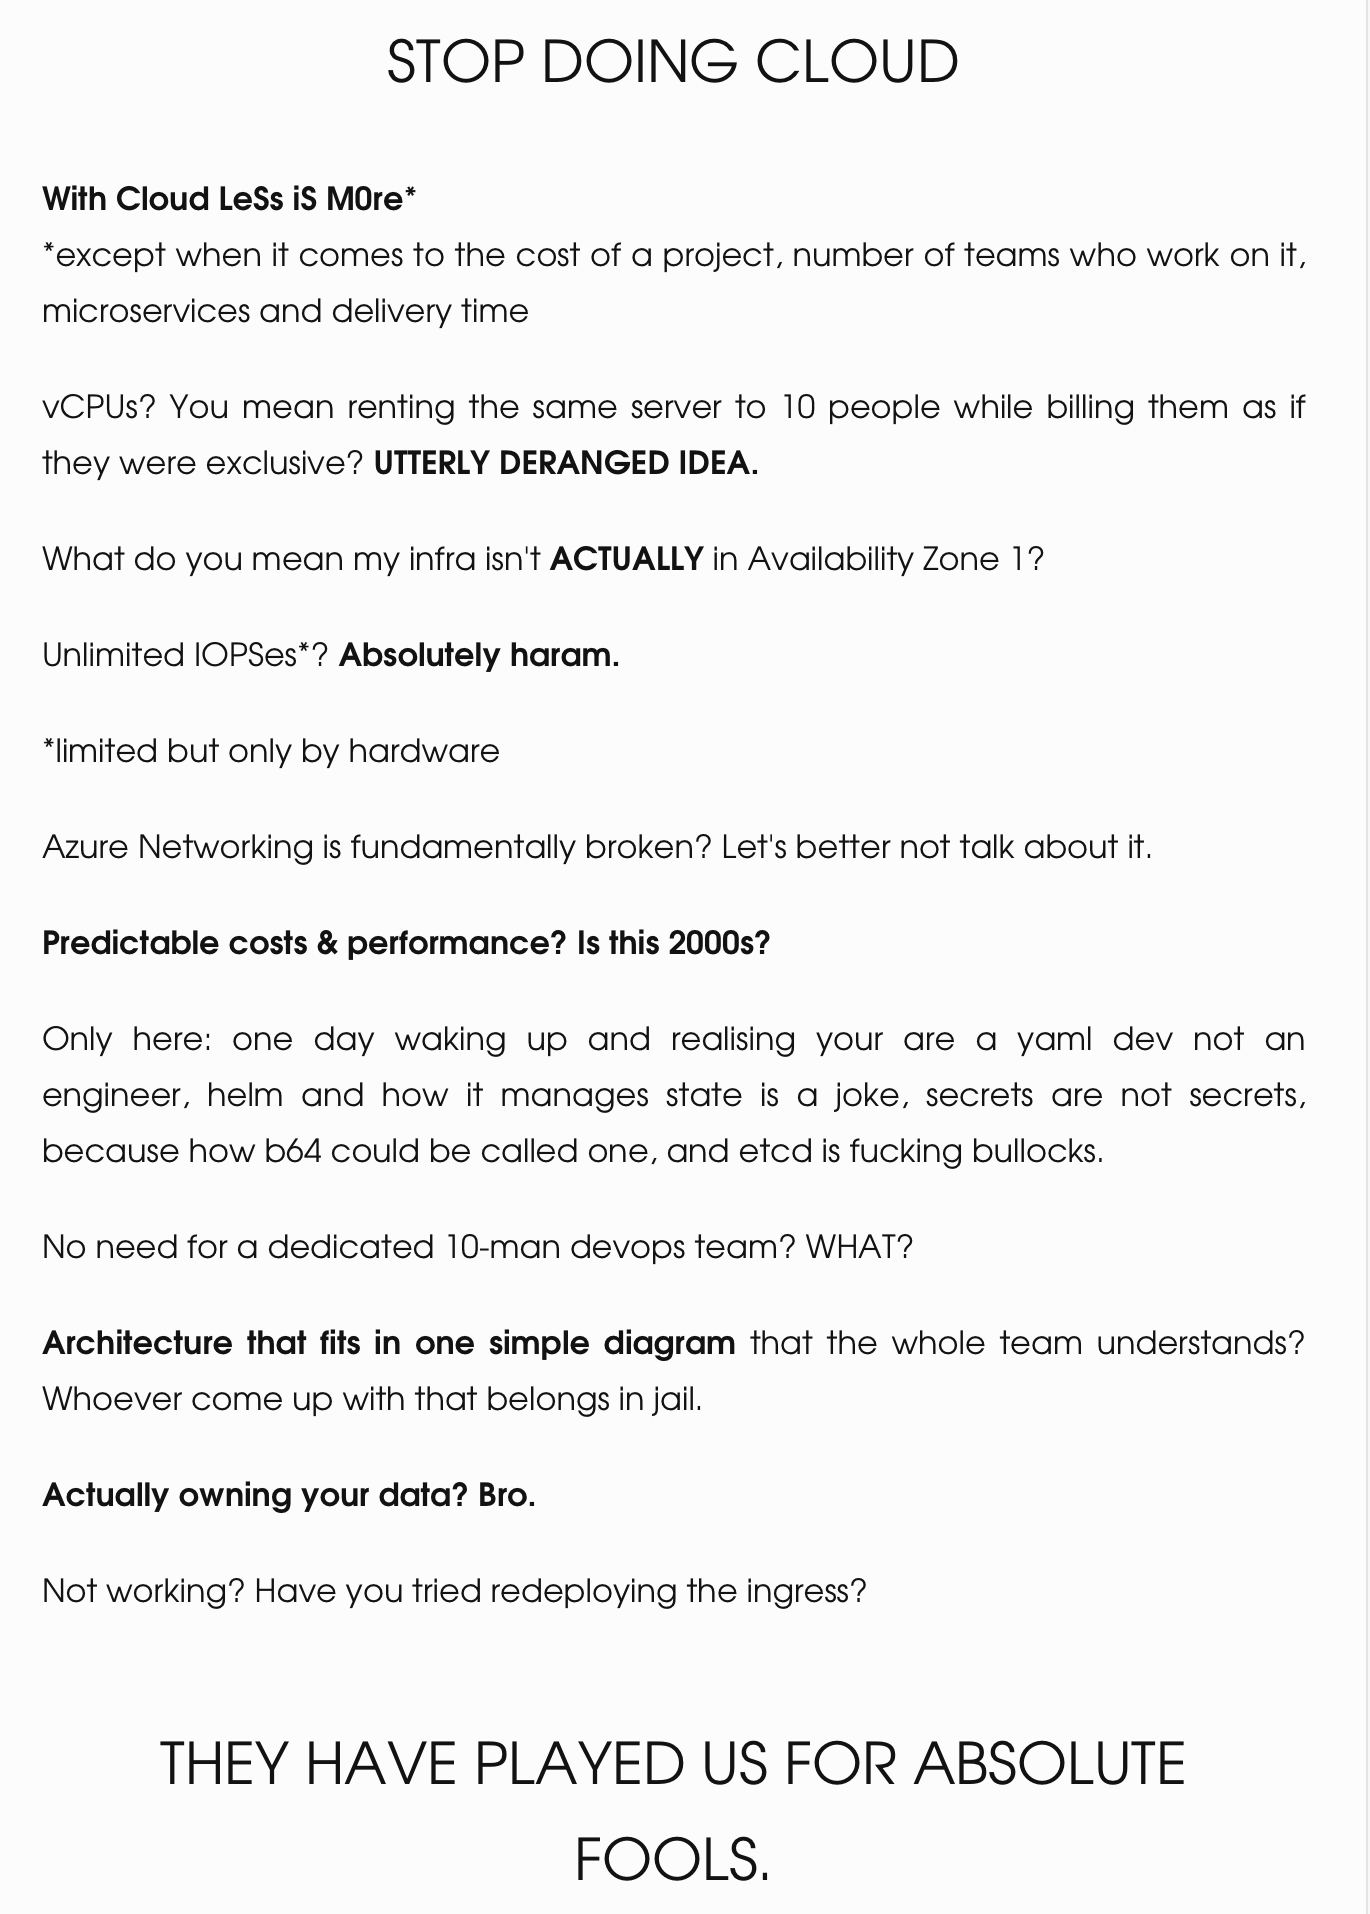 STOP DOING CLOUD
With Cloud LeSs iS M0re*
*except when it comes to the cost of a project, number of teams who work on it,
microservices and delivery time
vCPUs? You mean renting the same server to 10 people while billing them as if
they were exclusive? UTTERLY DERANGED IDEA.
What do you mean my infra isn't ACTUALLY in Availability Zone 1?
Unlimited IOPSes*? Absolutely haram.
*limited but only by hardware
Azure Networking is fundamentally broken? Let's better not talk about it.
Predictable costs & performance? Is this 2000s?
Only here: one day waking up and realising your are a yaml dev not an
engineer, helm and how it manages state is a joke, secrets are not secrets,
because how b64 could be called one, and etcd is fucking bullocks.
No need for a dedicated 10-man devops team? WHAT?
Architecture that fits in one simple diagram that the whole team understands?
Whoever come up with that belongs in jail.
Actually owning your data? Bro.
Not working? Have you tried redeploying the ingress?
THEY HAVE PLAYED US FOR ABSOLUTE
FOOLS.